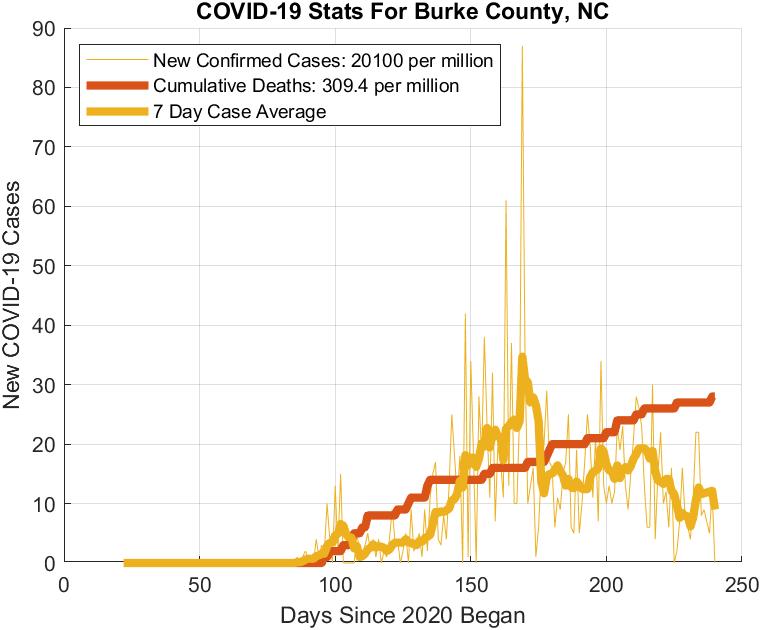 COVID-19 Stats For Burke County, NC
New Confirmed Cases: 20100 per million
Cumulative Deaths: 309.4 per million
7 Day Case Average
New COVID-19 Cases
90
80
70
60
50
40
30
20
10
0
0 50 100 150 200 250
Days Since 2020 Began